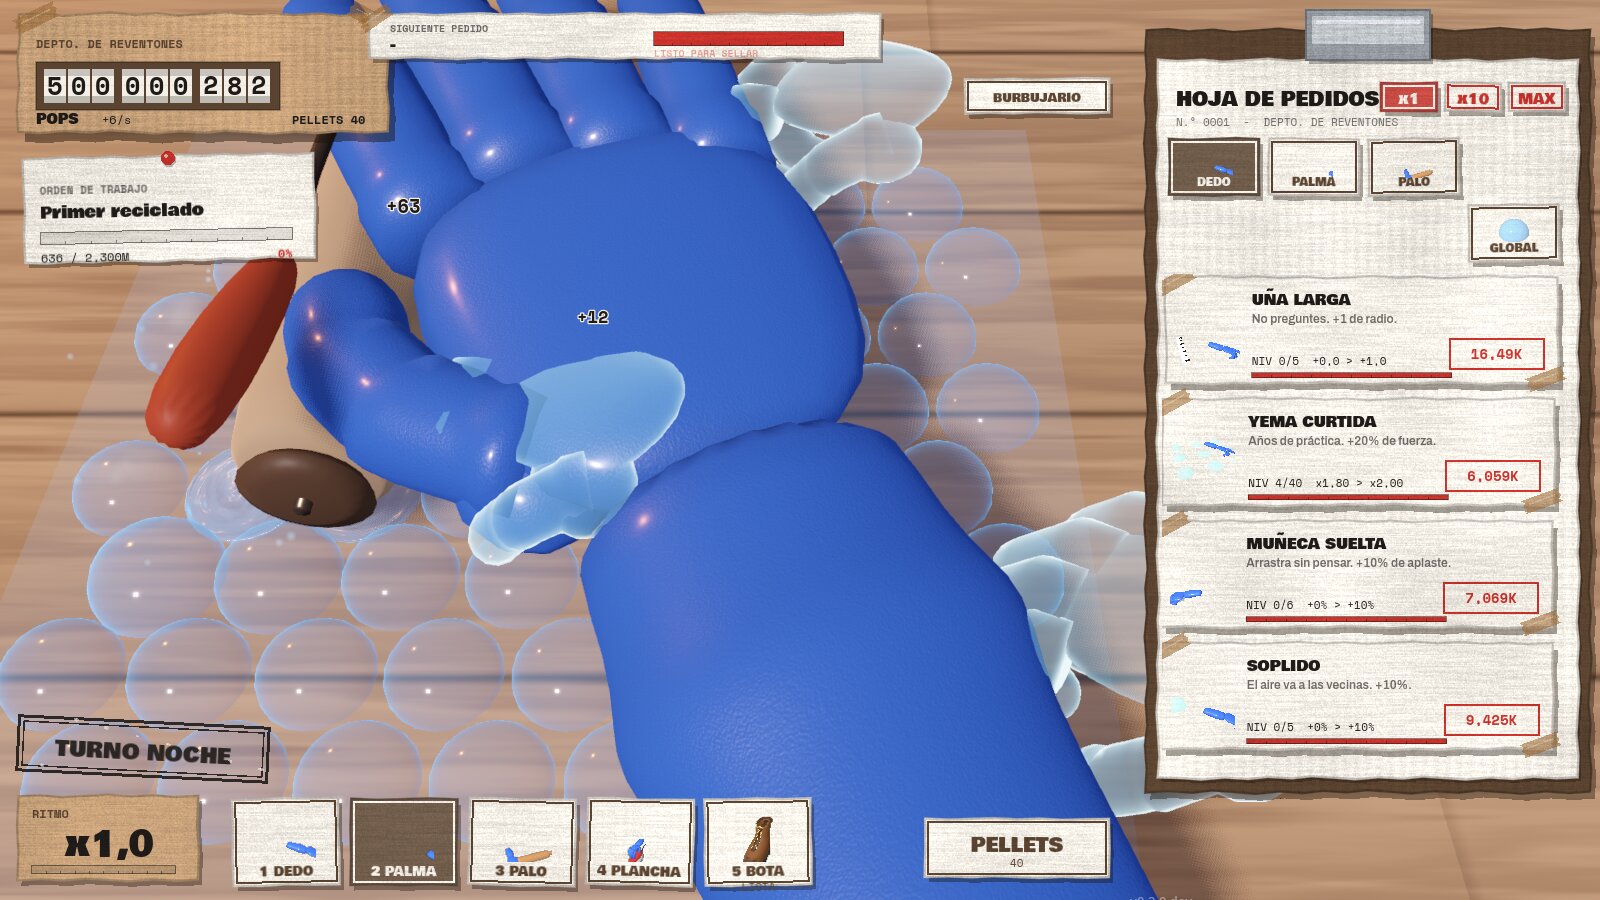 DEPTO. DE REVENTONES
500 000 282
POPS +6/s PELLETS 40
SIGUIENTE PEDIDO
-
LISTO PARA SELLAR
BURBUJARIO
ORDEN DE TRABAJO
Primer reciclado
0%
636 / 2,300M
+63
+12
HOJA DE PEDIDOS x1 x10 MAX
N.° 0001 - DEPTO. DE REVENTONES
DEDO PALMA PALO
GLOBAL
UÑA LARGA
No preguntes. +1 de radio.
NIV 0/5 +0,0 > +1,0 16,49K
YEMA CURTIDA
Años de práctica. +20% de fuerza.
NIV 4/40 x1,80 > x2,00 6,059K
MUÑECA SUELTA
Arrastra sin pensar. +10% de aplaste.
NIV 0/6 +0% > +10% 7,069K
SOPLIDO
El aire va a las vecinas. +10%.
NIV 0/5 +0% > +10% 9,425K
TURNO NOCHE
RITMO
x1,0
1 DEDO 2 PALMA 3 PALO 4 PLANCHA 5 BOTA
LISTA
PELLETS
40